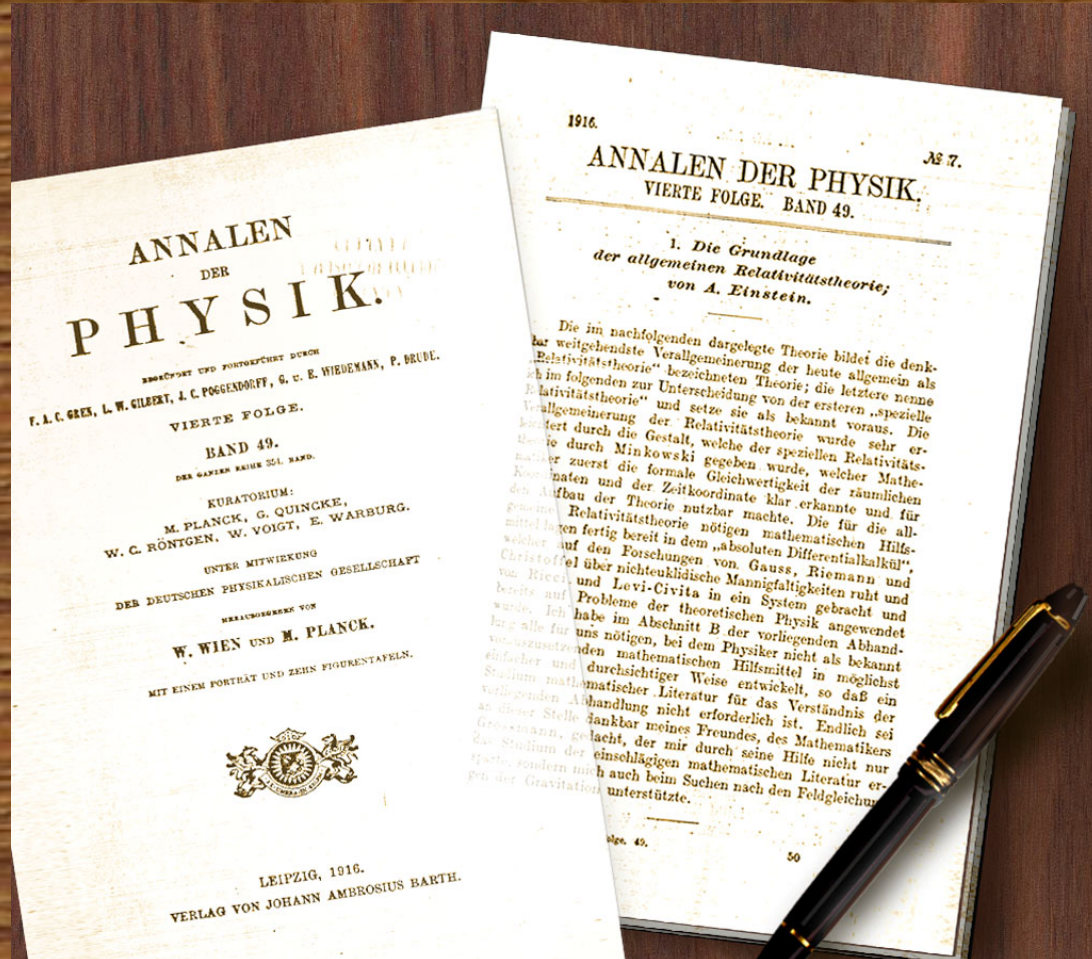 ANNALEN
DER
PHYSIK.
BEGRÜNDET UND FORTGEFÜHRT DURCH
F. A. C. GREN, L. W. GILBERT, J. C. POGGENDORFF, G. u. E. WIEDEMANN, P. DRUDE.
VIERTE FOLGE.
BAND 49.
DER GANZEN REIHE 354. BAND.
KURATORIUM:
M. PLANCK, G. QUINCKE,
W. C. RÖNTGEN, W. VOIGT, E. WARBURG.
UNTER MITWIRKUNG
DER DEUTSCHEN PHYSIKALISCHEN GESELLSCHAFT
HERAUSGEGEBEN VON
W. WIEN UND M. PLANCK.
MIT EINEM PORTRÄT UND ZEHN FIGURENTAFELN.
LEIPZIG, 1916.
VERLAG VON JOHANN AMBROSIUS BARTH.
1916.
№ 7.
ANNALEN DER PHYSIK.
VIERTE FOLGE. BAND 49.
1. Die Grundlage
der allgemeinen Relativitätstheorie;
von A. Einstein.
Die im nachfolgenden dargelegte Theorie bildet die denk-
bar weitgehendste Verallgemeinerung der heute allgemein als
„Relativitätstheorie“ bezeichneten Theorie; die letztere nenne
ich im folgenden zur Unterscheidung von der ersteren „spezielle
Relativitätstheorie“ und setze sie als bekannt voraus. Die
Verallgemeinerung der Relativitätstheorie wurde sehr er-
leichtert durch die Gestalt, welche der speziellen Relativitäts-
theorie durch Minkowski gegeben wurde, welcher Mathe-
matiker zuerst die formale Gleichwertigkeit der räumlichen
Koordinaten und der Zeitkoordinate klar erkannte und für
den Aufbau der Theorie nutzbar machte. Die für die all-
gemeine Relativitätstheorie nötigen mathematischen Hilfs-
mittel lagen fertig bereit in dem „absoluten Differentialkalkül“,
welcher auf den Forschungen von Gauss, Riemann und
Christoffel über nichteuklidische Mannigfaltigkeiten ruht und
von Ricci und Levi-Civita in ein System gebracht und
bereits auf Probleme der theoretischen Physik angewendet
wurde. Ich habe im Abschnitt B der vorliegenden Abhand-
lung alle für uns nötigen, bei dem Physiker nicht als bekannt
vorauszusetzenden mathematischen Hilfsmittel in möglichst
einfacher und durchsichtiger Weise entwickelt, so daß ein
Studium mathematischer Literatur für das Verständnis der
vorliegenden Abhandlung nicht erforderlich ist. Endlich sei
an dieser Stelle dankbar meines Freundes, des Mathematikers
Grossmann, gedacht, der mir durch seine Hilfe nicht nur
das Studium der einschlägigen mathematischen Literatur er-
sparte, sondern mich auch beim Suchen nach den Feldgleichun
gen der Gravitation unterstützte.
olge. 49.
50